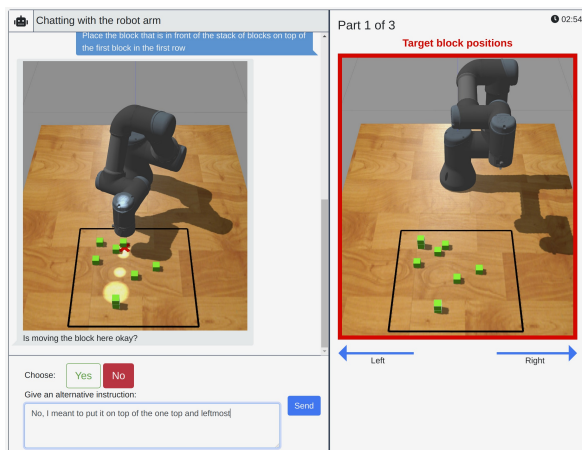 Chatting with the robot arm
Place the block that is in front of the stack of blocks on top of
the first block in the first row
Is moving the block here okay?
Choose:
Yes
No
Give an alternative instruction:
No, I meant to put it on top of the one top and leftmost
Send
Part 1 of 3
02:54
Target block positions
Left
Right